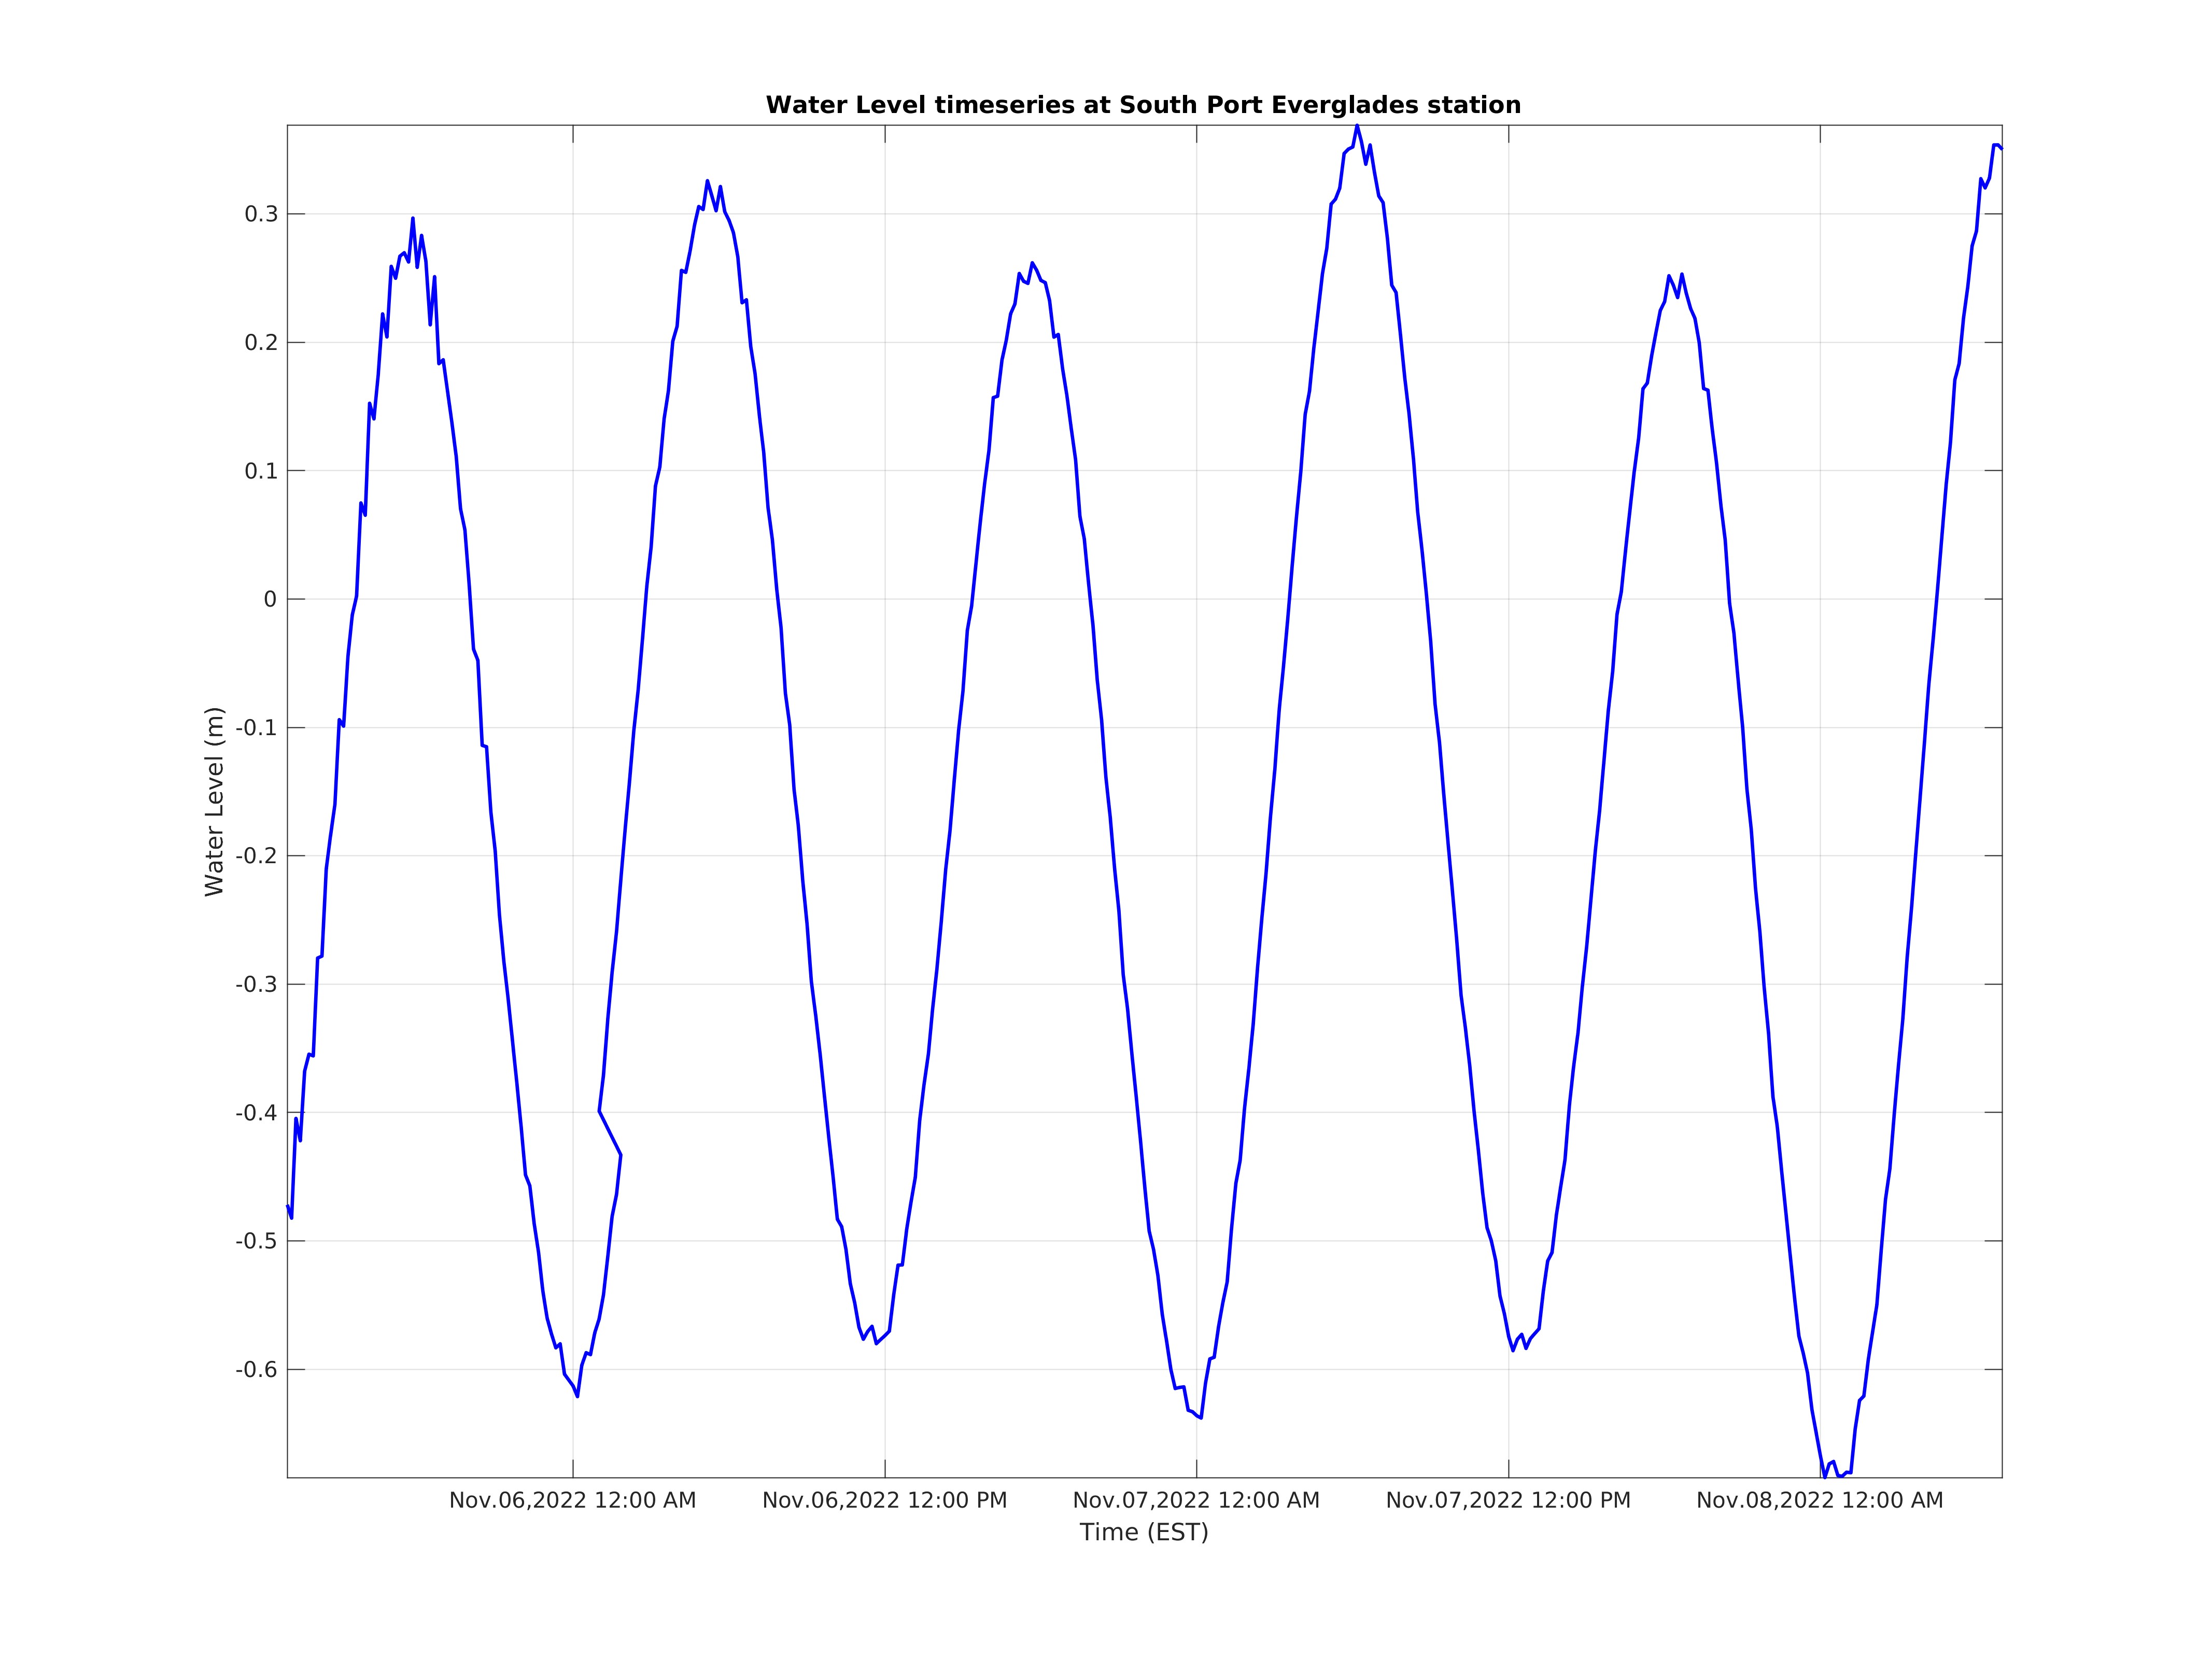 Water Level timeseries at South Port Everglades station
0.3
0.2
0.1
0
-0.1
-0.2
-0.3
-0.4
-0.5
-0.6
Water Level (m)
Nov.06,2022 12:00 AM
Nov.06,2022 12:00 PM
Nov.07,2022 12:00 AM
Nov.07,2022 12:00 PM
Nov.08,2022 12:00 AM
Time (EST)